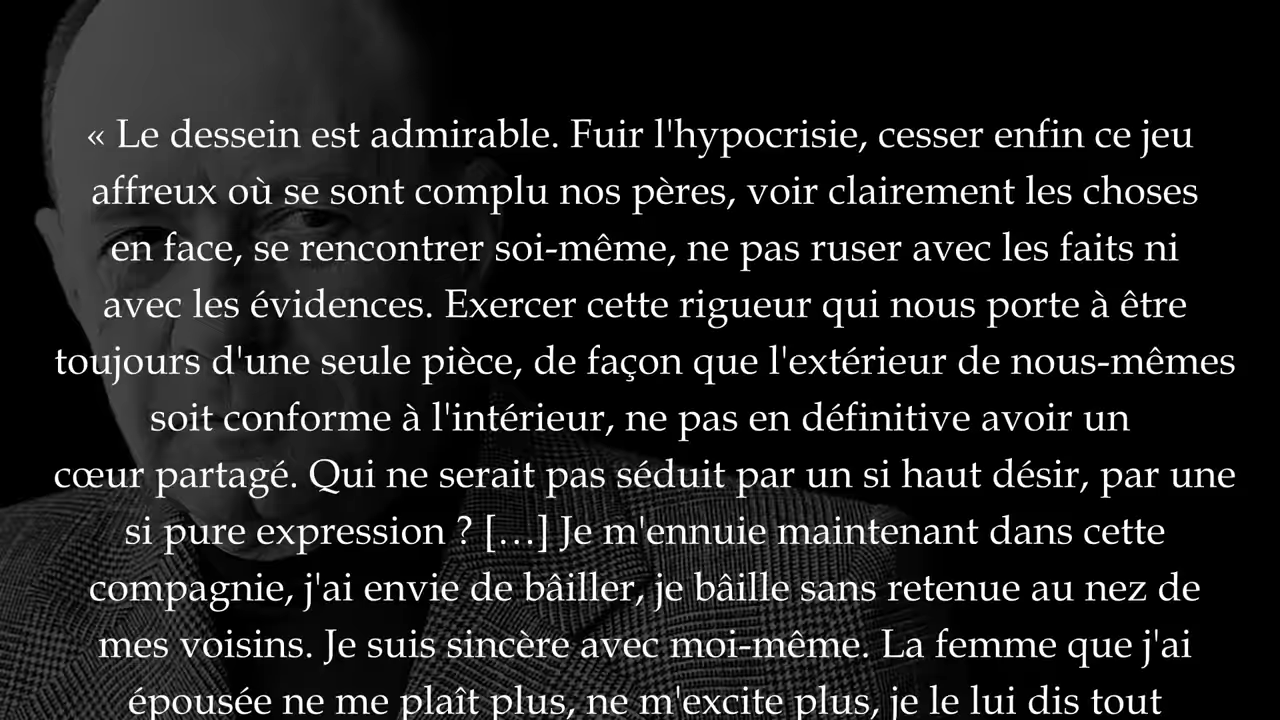 « Le dessein est admirable. Fuir l'hypocrisie, cesser enfin ce jeu
affreux où se sont complu nos pères, voir clairement les choses
en face, se rencontrer soi-même, ne pas ruser avec les faits ni
avec les évidences. Exercer cette rigueur qui nous porte à être
toujours d'une seule pièce, de façon que l'extérieur de nous-mêmes
soit conforme à l'intérieur, ne pas en définitive avoir un
cœur partagé. Qui ne serait pas séduit par un si haut désir, par une
si pure expression ? […] Je m'ennuie maintenant dans cette
compagnie, j'ai envie de bâiller, je bâille sans retenue au nez de
mes voisins. Je suis sincère avec moi-même. La femme que j'ai
épousée ne me plaît plus, ne m'excite plus, je le lui dis tout